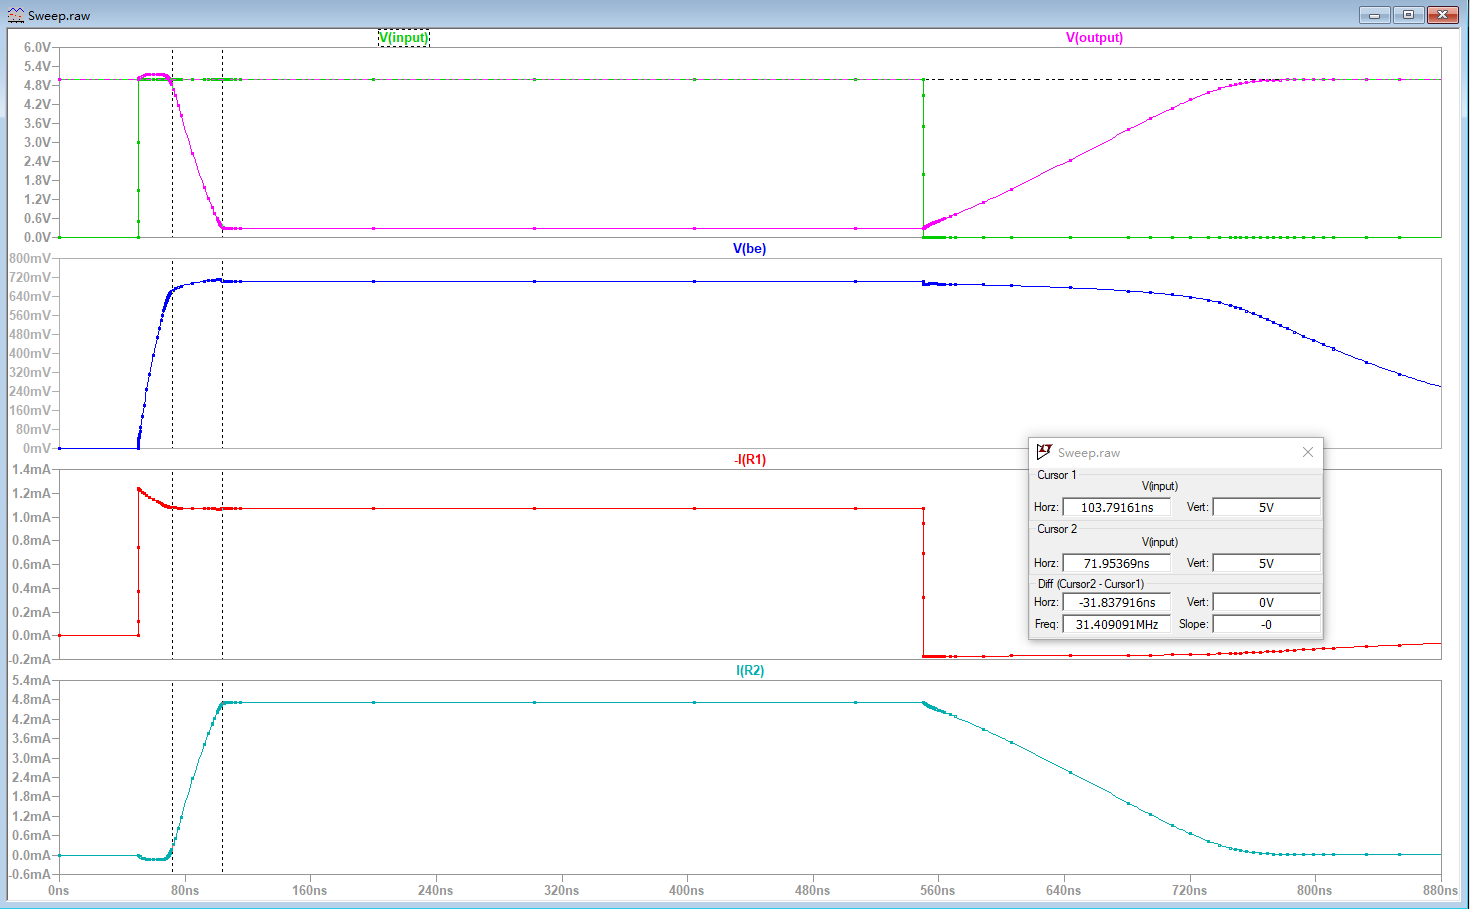 Sweep.raw
V(input) V(output)
6.0V
5.4V
4.8V
4.2V
3.6V
3.0V
2.4V
1.8V
1.2V
0.6V
0.0V
V(be)
800mV
720mV
640mV
560mV
480mV
400mV
320mV
240mV
160mV
80mV
0mV
-I(R1)
1.4mA
1.2mA
1.0mA
0.8mA
0.6mA
0.4mA
0.2mA
0.0mA
-0.2mA
I(R2)
5.4mA
4.8mA
4.2mA
3.6mA
3.0mA
2.4mA
1.8mA
1.2mA
0.6mA
0.0mA
-0.6mA
0ns 80ns 160ns 240ns 320ns 400ns 480ns 560ns 640ns 720ns 800ns 880ns
Sweep.raw
Cursor 1
V(input)
Horz: 103.79161ns Vert: 5V
Cursor 2
V(input)
Horz: 71.95369ns Vert: 5V
Diff (Cursor2 - Cursor1)
Horz: -31.837916ns Vert: 0V
Freq: 31.409091MHz Slope: -0